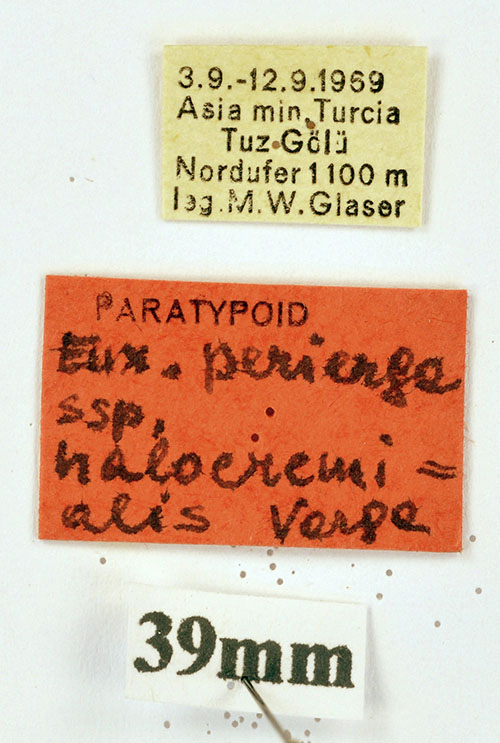 3.9.-12.9.1969
Asia min. Turcia
Tuz Gölü
Nordufer 1100 m
leg. M.W. Glaser
PARATYPOID
Eux. perierga
ssp.
halocremi=
alis Varga
39mm